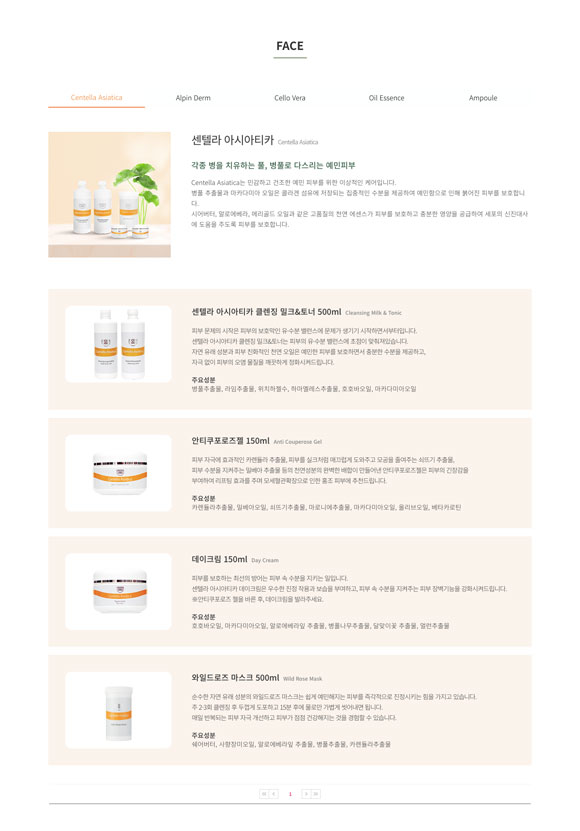 FACE
Centella Asiatica
Alpin Derm
Cello Vera
Oil Essence
Ampoule
센텔라 아시아티카 Centella Asiatica
각종 병을 치유하는 풀, 병풀로 다스리는 예민피부
Centella Asiatica는 민감하고 건조한 예민 피부를 위한 이상적인 케어입니다.
병풀 추출물과 마카다미아 오일은 콜라겐 섬유에 저장되는 집중적인 수분을 제공하여 예민함으로 인해 붉어진 피부를 보호합니
다.
시어버터, 알로에베라, 메리골드 오일과 같은 고품질의 천연 에센스가 피부를 보호하고 충분한 영양을 공급하여 세포의 신진대사
에 도움을 주도록 피부를 보호합니다.
센텔라 아시아티카 클렌징 밀크&토너 500ml Cleansing Milk & Tonic
피부 문제의 시작은 피부의 보호막인 유·수분 밸런스에 문제가 생기기 시작하면서부터입니다.
센텔라 아시아티카 클렌징 밀크&토너는 피부의 유·수분 밸런스에 초점이 맞춰져있습니다.
자연 유래 성분과 피부 친화적인 천연 오일은 예민한 피부를 보호하면서 충분한 수분을 제공하고,
자극 없이 피부의 오염 물질을 깨끗하게 정화시켜드립니다.
주요성분
병풀추출물, 라임추출물, 위치하젤수, 하마멜레스추출물, 호호바오일, 마카다미아오일
안티쿠포로즈젤 150ml Anti Couperose Gel
피부 자극에 효과적인 카렌듈라 추출물, 피부를 실크처럼 매끄럽게 도와주고 모공을 줄여주는 쇠뜨기 추출물,
피부 수분을 지켜주는 밀배아 추출물 등의 천연성분의 완벽한 배합이 만들어낸 안티쿠포로즈젤은 피부의 긴장감을
부여하여 리프팅 효과를 주며 모세혈관확장으로 인한 홍조 피부에 추천드립니다.
주요성분
카렌듈라추출물, 밀배아오일, 쇠뜨기추출물, 마로니에추출물, 마카다미아오일, 올리브오일, 베타카로틴
데이크림 150ml Day Cream
피부를 보호하는 최선의 방어는 피부 속 수분을 지키는 일입니다.
센텔라 아시아티카 데이크림은 우수한 진정 작용과 보습을 부여하고, 피부 속 수분을 지켜주는 피부 장벽기능을 강화시켜드립니다.
※안티쿠포로즈 젤을 바른 후, 데이크림을 발라주세요.
주요성분
호호바오일, 마카다미아오일, 알로에베라잎 추출물, 병풀나무추출물, 달맞이꽃 추출물, 멀런추출물
와일드로즈 마스크 500ml Wild Rose Mask
순수한 자연 유래 성분의 와일드로즈 마스크는 쉽게 예민해지는 피부를 즉각적으로 진정시키는 힘을 가지고 있습니다.
주 2-3회 클렌징 후 두껍게 도포하고 15분 후에 물로만 가볍게 씻어내면 됩니다.
매일 반복되는 피부 자극 개선하고 피부가 점점 건강해지는 것을 경험할 수 있습니다.
주요성분
쉐어버터, 사향장미오일, 알로에베라잎 추출물, 병풀추출물, 카렌듈라추출물
1